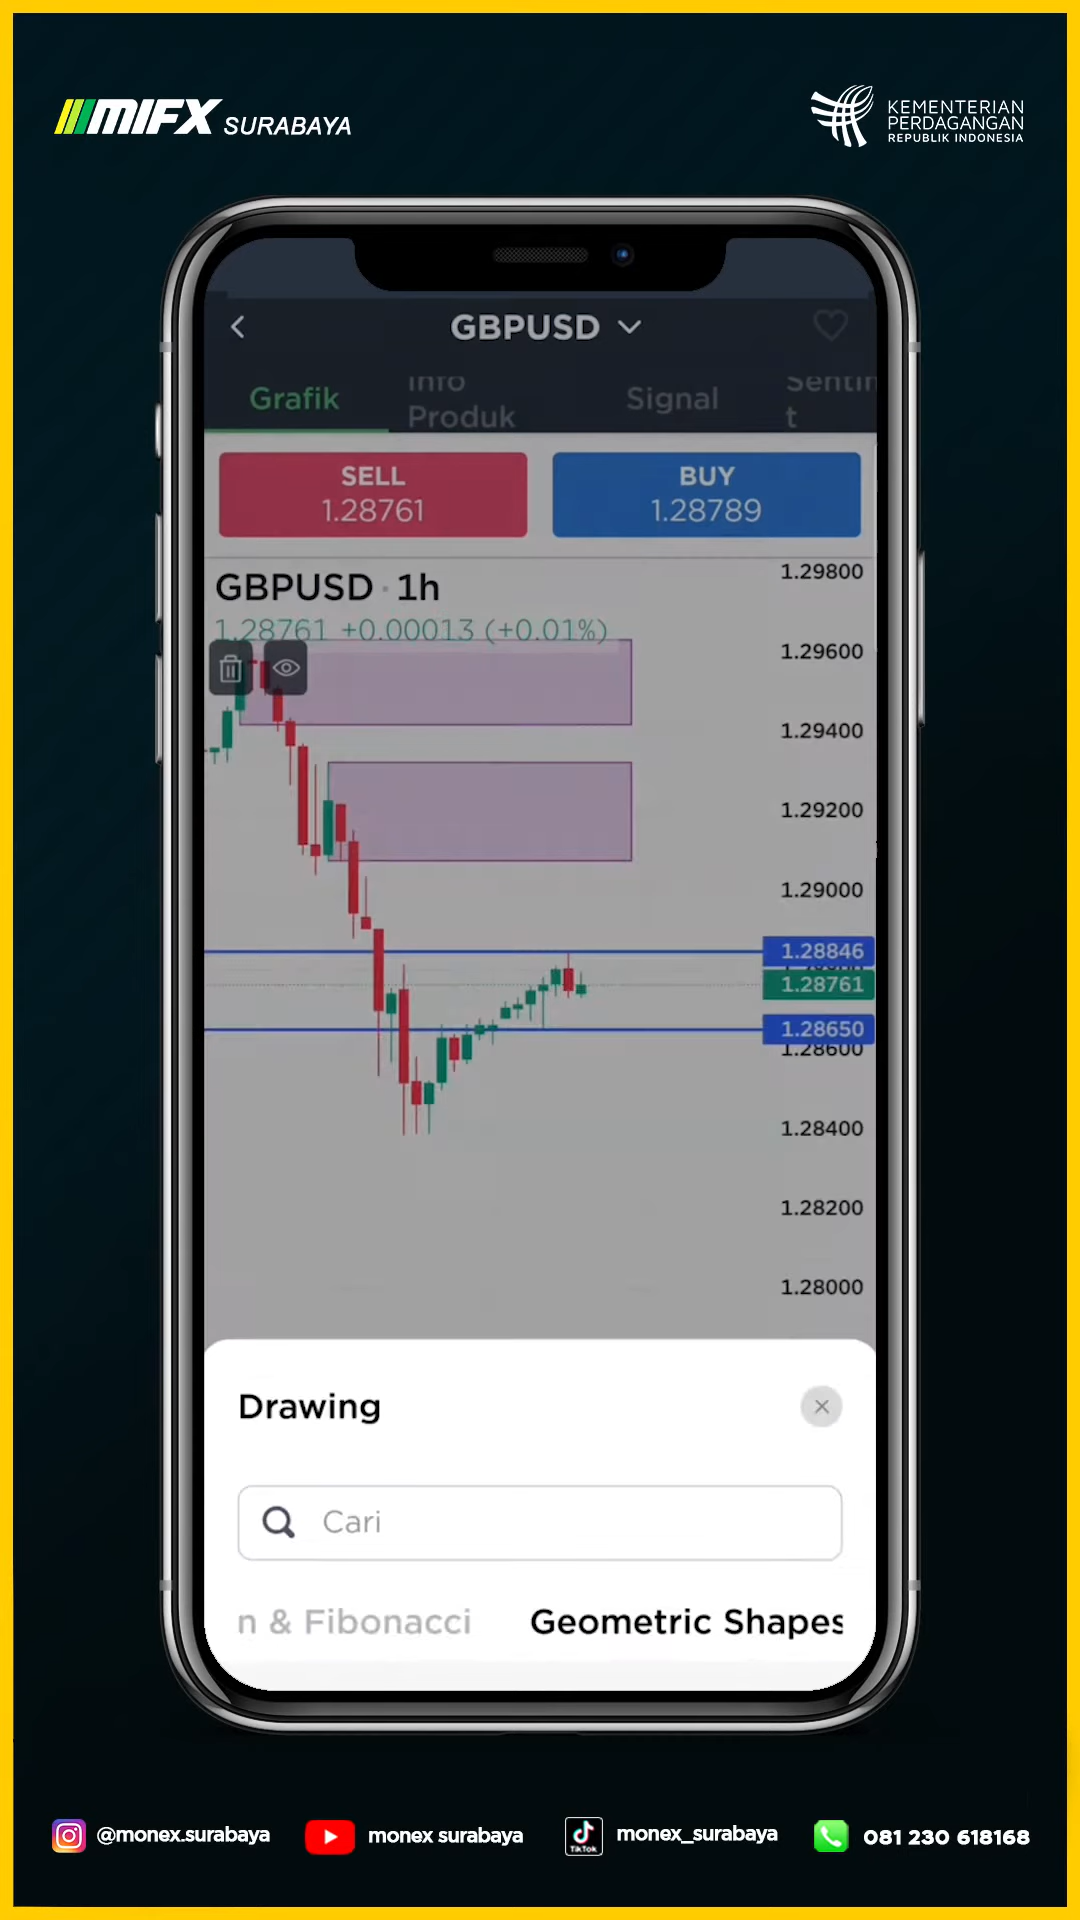 MIFX SURABAYA
KEMENTERIAN
PERDAGANGAN
REPUBLIK INDONESIA
GBPUSD
Grafik
Info
Produk
Signal
t
SELL
1.28761
BUY
1.28789
GBPUSD · 1h
1.28761 +0.00013 (+0.01%)
1.29800
1.29600
1.29400
1.29200
1.29000
1.28846
1.28761
1.28650
1.28600
1.28400
1.28200
1.28000
Drawing
Cari
n & Fibonacci
Geometric Shapes
@monex.surabaya
monex surabaya
TikTok
monex_surabaya
081 230 618168